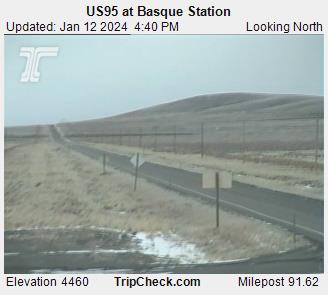 US95 at Basque Station
Updated: Jan 12 2024 4:40 PM Looking North
Elevation 4460 TripCheck.com Milepost 91.62